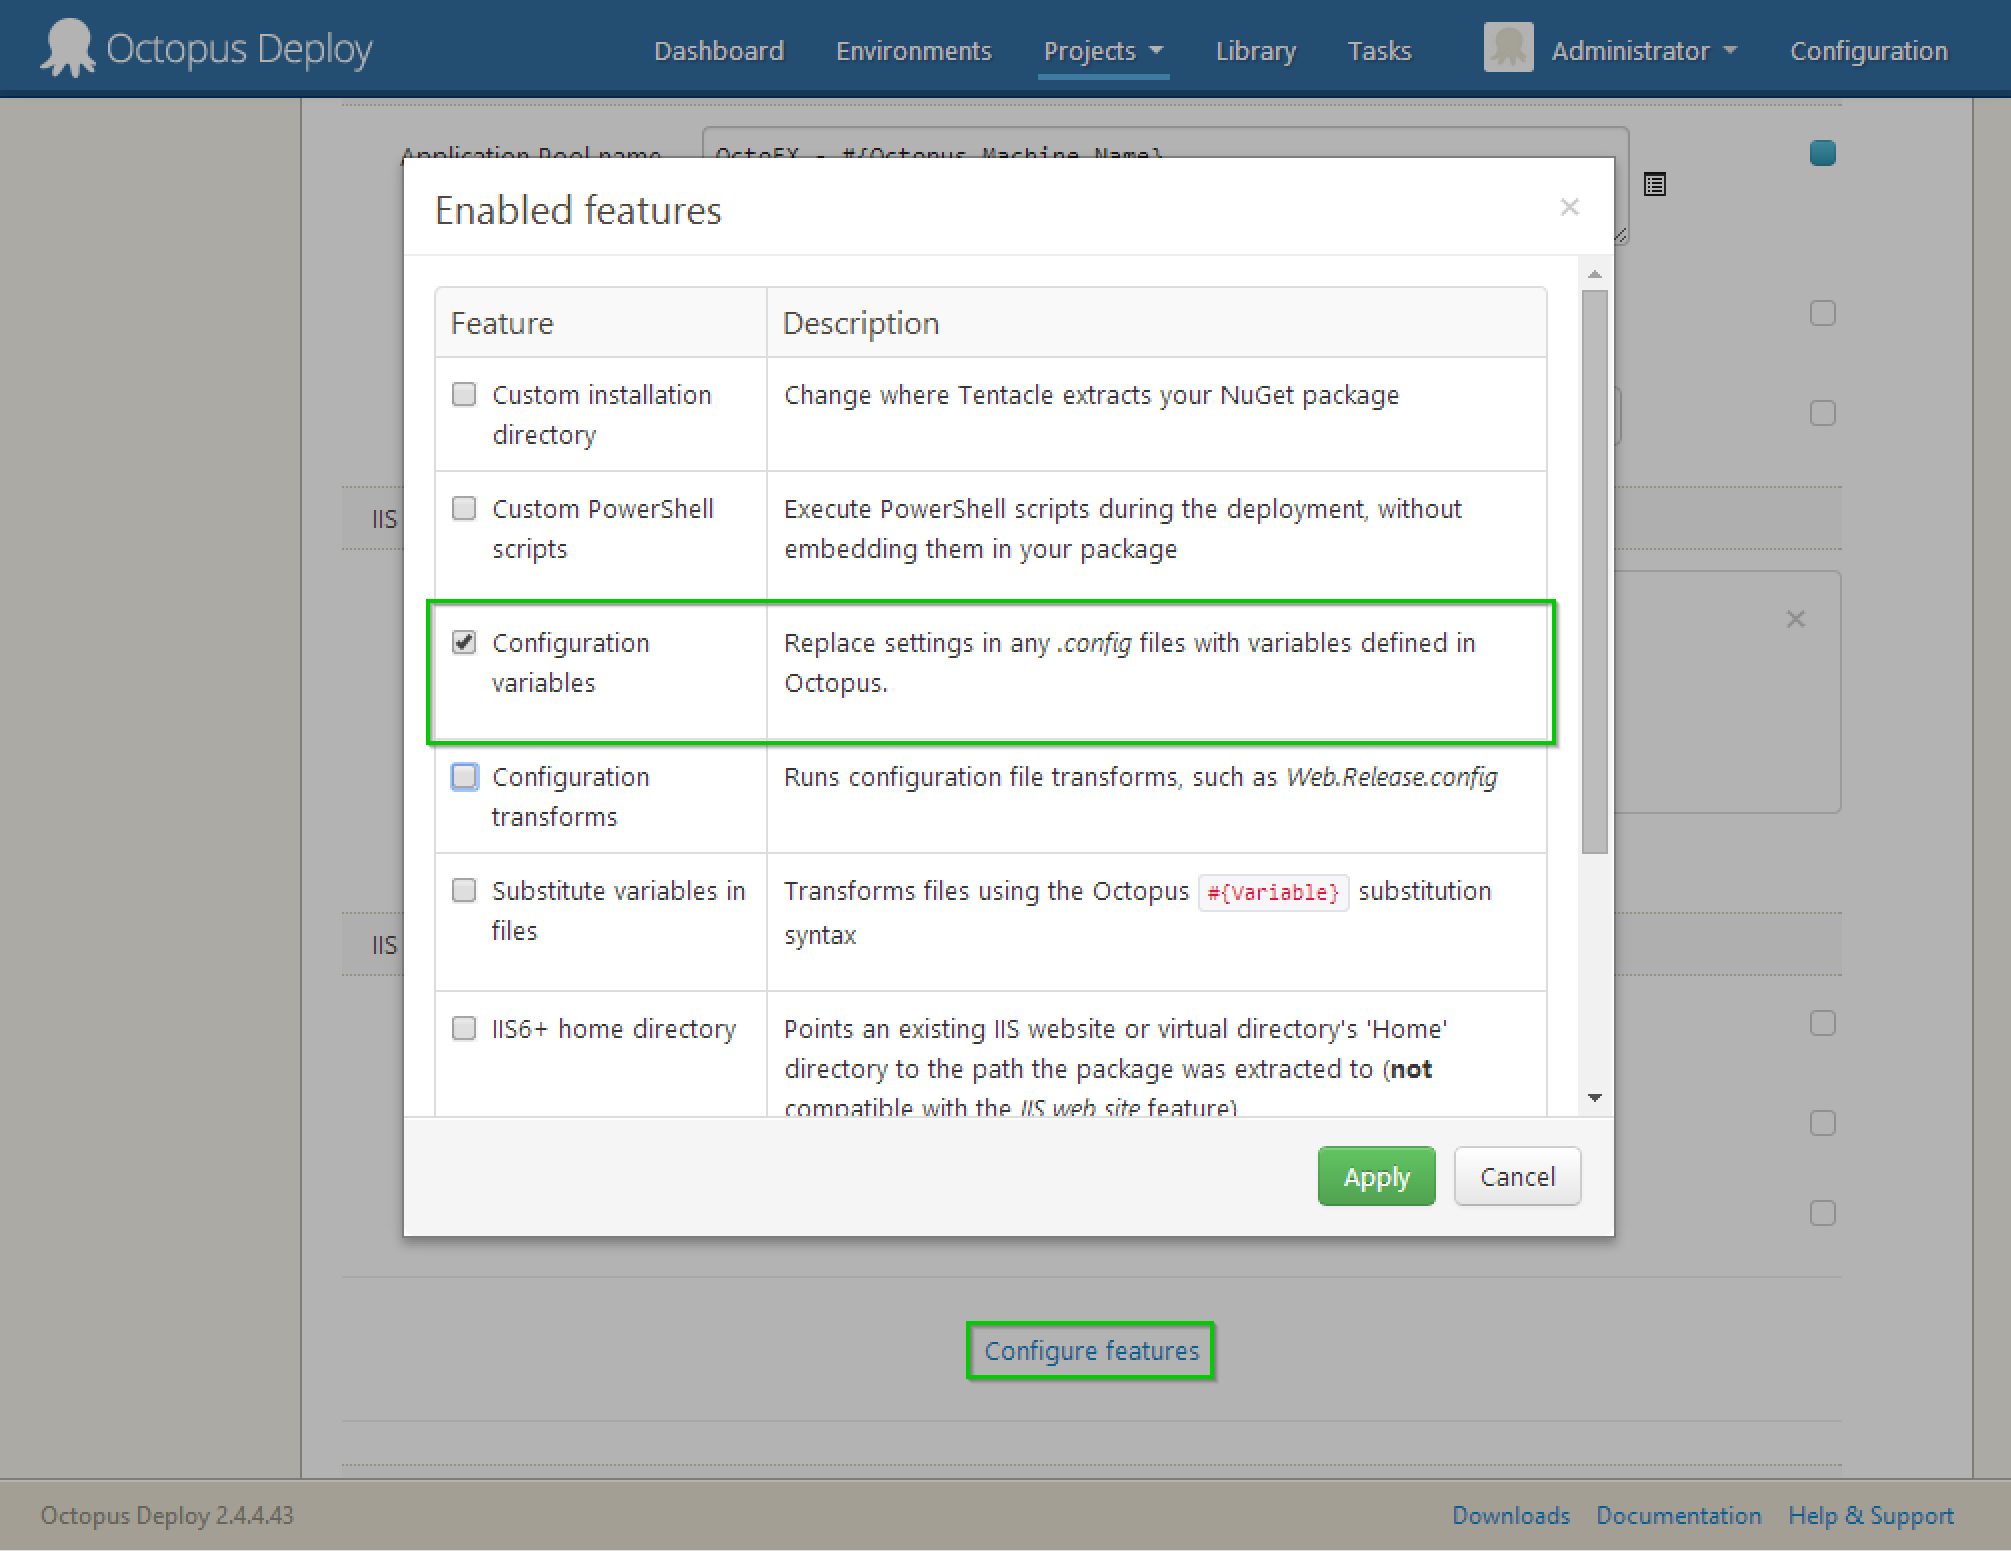 Octopus Deploy
Dashboard Environments Projects Library Tasks Administrator Configuration
Application Pool name OctoFX - #{Octopus.Machine.Name}
Enabled features
×
Feature Description
Custom installation directory
Change where Tentacle extracts your NuGet package
Custom PowerShell scripts
Execute PowerShell scripts during the deployment, without
embedding them in your package
Configuration variables
Replace settings in any .config files with variables defined in
Octopus.
Configuration transforms
Runs configuration file transforms, such as Web.Release.config
Substitute variables in files
Transforms files using the Octopus #{Variable} substitution
syntax
IIS6+ home directory
Points an existing IIS website or virtual directory's 'Home'
directory to the path the package was extracted to (not
compatible with the IIS web site feature)
IIS
IIS
Apply Cancel
Configure features
Octopus Deploy 2.4.4.43
Downloads Documentation Help & Support